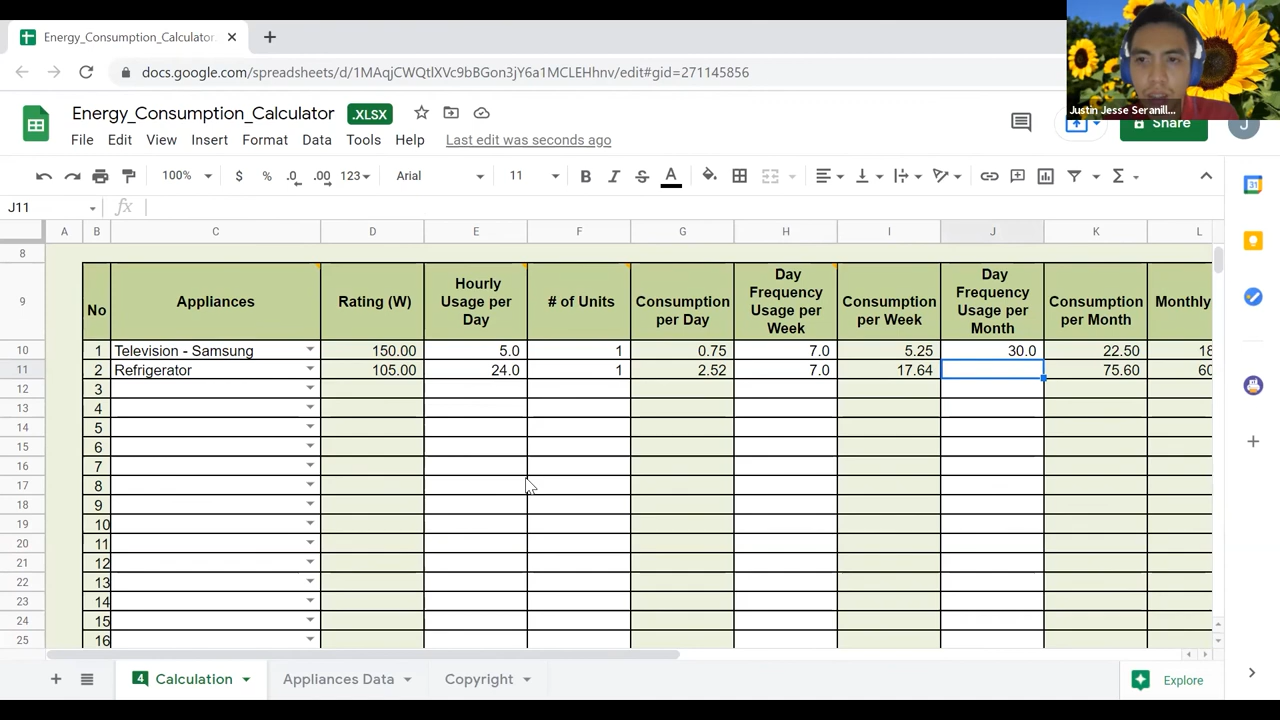 Energy_Consumption_Calculator.
docs.google.com/spreadsheets/d/1MAqjCWQtIXVc9bBGon3jY6a1MCLEHhnv/edit#gid=271145856
Justin Jesse Seranill...
Energy_Consumption_Calculator .XLSX
Share J
File Edit View Insert Format Data Tools Help Last edit was seconds ago
100% $ % .0 .00 123 Arial 11 B I S A
J11 fx
A B C D E F G H I J K L
8
9 No Appliances Rating (W) Hourly Usage per Day # of Units Consumption per Day Day Frequency Usage per Week Consumption per Week Day Frequency Usage per Month Consumption per Month Monthly
10 1 Television - Samsung 150.00 5.0 1 0.75 7.0 5.25 30.0 22.50 18
11 2 Refrigerator 105.00 24.0 1 2.52 7.0 17.64 75.60 60
12 3
13 4
14 5
15 6
16 7
17 8
18 9
19 10
20 11
21 12
22 13
23 14
24 15
25 16
4 Calculation Appliances Data Copyright Explore
31